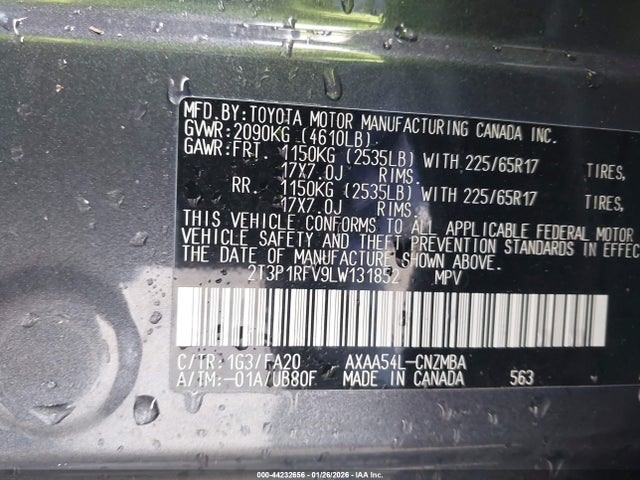 MFD. BY: TOYOTA MOTOR MANUFACTURING CANADA INC.
GVWR: 2090KG (4610LB)
GAWR: FRT. 1150KG (2535LB) WITH 225/65R17 TIRES,
17X7.0J RIMS.
RR. 1150KG (2535LB) WITH 225/65R17 TIRES,
17X7.0J RIMS.
THIS VEHICLE CONFORMS TO ALL APPLICABLE FEDERAL MOTOR
VEHICLE SAFETY AND THEFT PREVENTION STANDARDS IN EFFEC
THE DATE OF MANUFACTURE SHOWN ABOVE.
2T3P1RFV9LW131852 MPV
C/TR: 1G3/FA20 AXAA54L-CNZMBA
A/TM: -01A/UB80F MADE IN CANADA 563
000-44232656 - 01/26/2026 - IAA Inc.